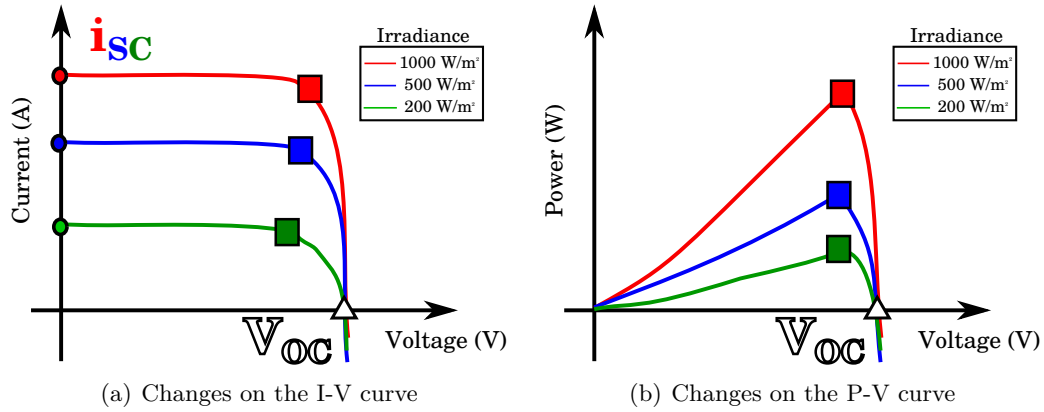 isc
Irradiance
1000 W/m²
500 W/m²
200 W/m²
Current (A)
Voc
Voltage (V)
(a) Changes on the I-V curve
Irradiance
1000 W/m²
500 W/m²
200 W/m²
Power (W)
Voc
Voltage (V)
(b) Changes on the P-V curve